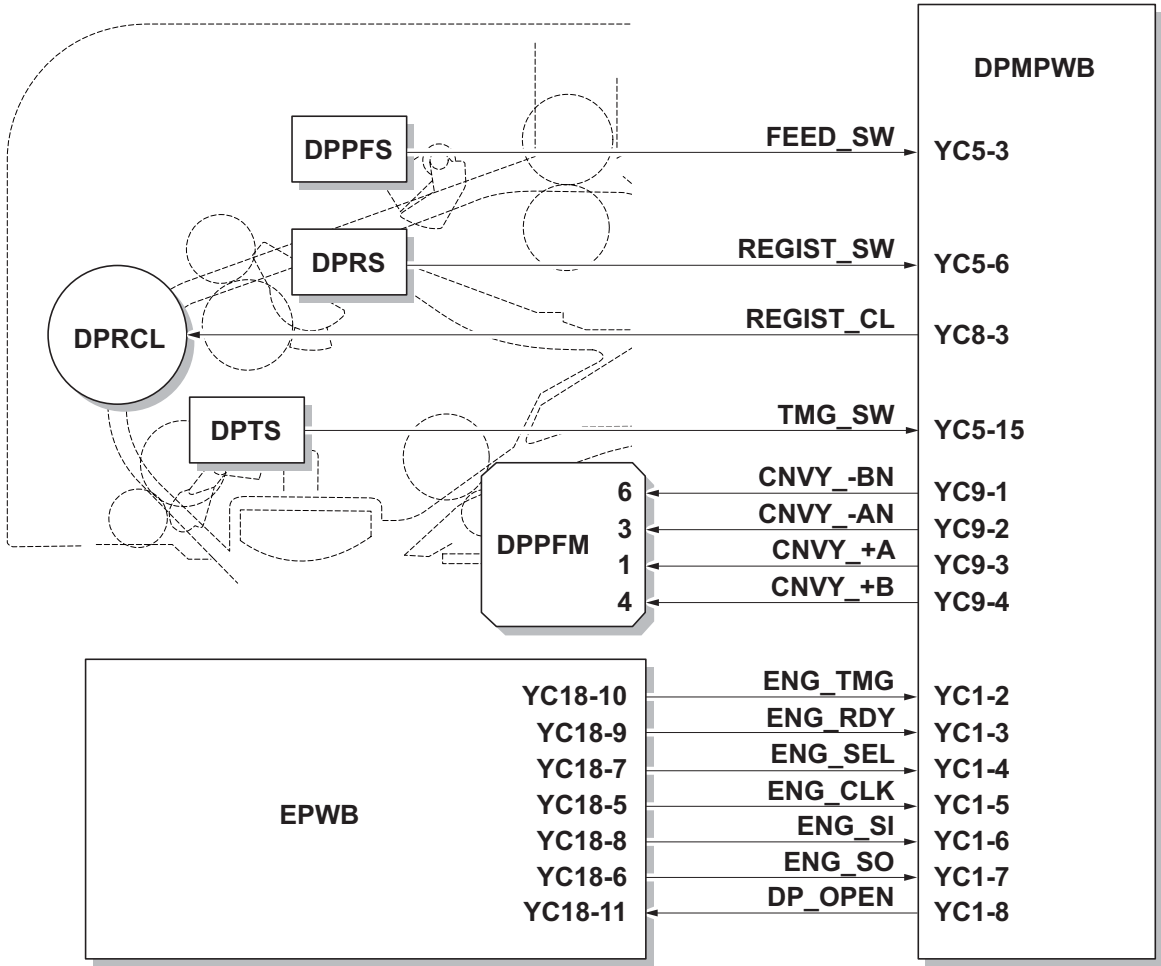 DPMPWB
DPPFS FEED_SW YC5-3
DPRS REGIST_SW YC5-6
DPRCL REGIST_CL YC8-3
DPTS TMG_SW YC5-15
DPPFM
6 CNVY_-BN YC9-1
3 CNVY_-AN YC9-2
1 CNVY_+A YC9-3
4 CNVY_+B YC9-4
EPWB
YC18-10 ENG_TMG YC1-2
YC18-9 ENG_RDY YC1-3
YC18-7 ENG_SEL YC1-4
YC18-5 ENG_CLK YC1-5
YC18-8 ENG_SI YC1-6
YC18-6 ENG_SO YC1-7
YC18-11 DP_OPEN YC1-8